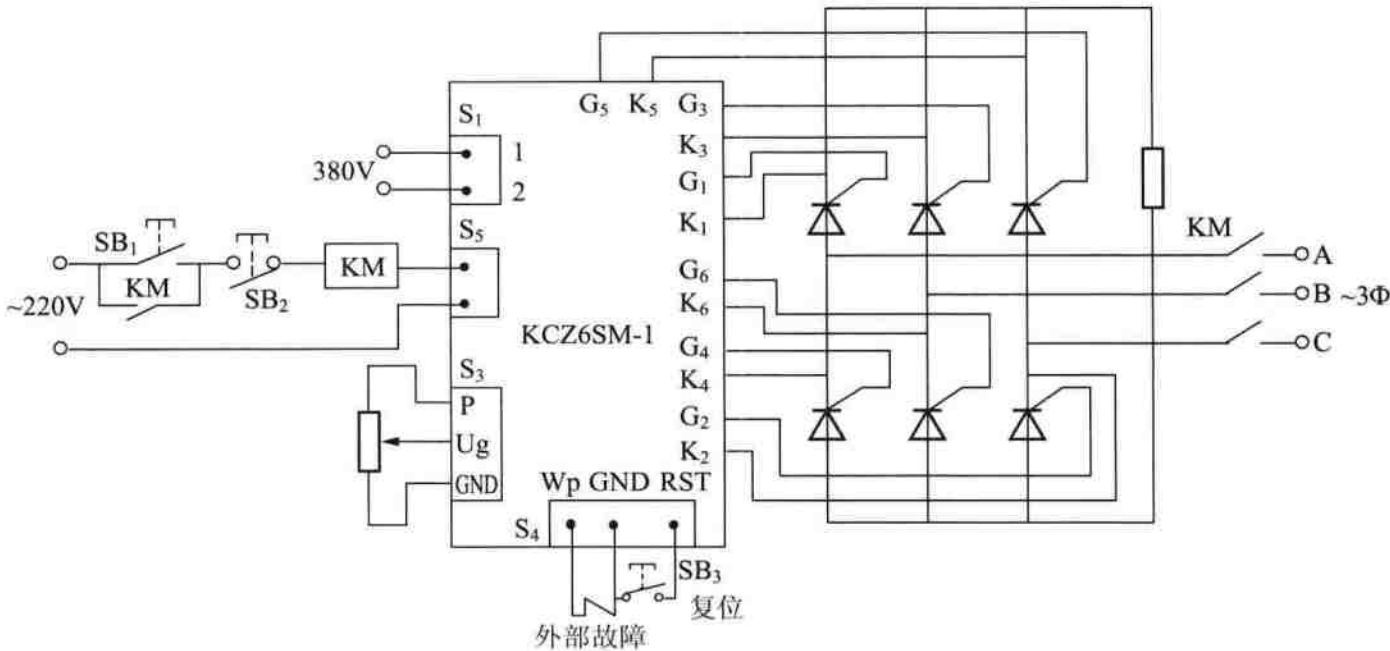 G₅ K₅ G₃
S₁
K₃
1
380V
G₁
2
K₁
S₅
SB₁
KM
KM
A
G₆
KM
SB₂
K₆
B ~3Φ
~220V
KCZ6SM-1
G₄
C
S₃
K₄
P
G₂
Ug
K₂
GND
Wp GND RST
S₄
SB₃
复位
外部故障